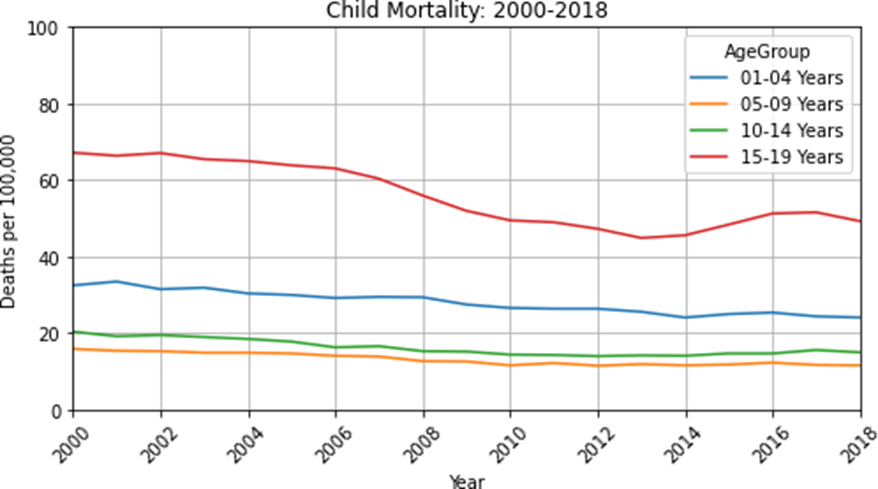 Child Mortality: 2000-2018
Deaths per 100,000
100
80
60
40
20
0
AgeGroup
01-04 Years
05-09 Years
10-14 Years
15-19 Years
2000
2002
2004
2006
2008
2010
2012
2014
2016
2018
Year